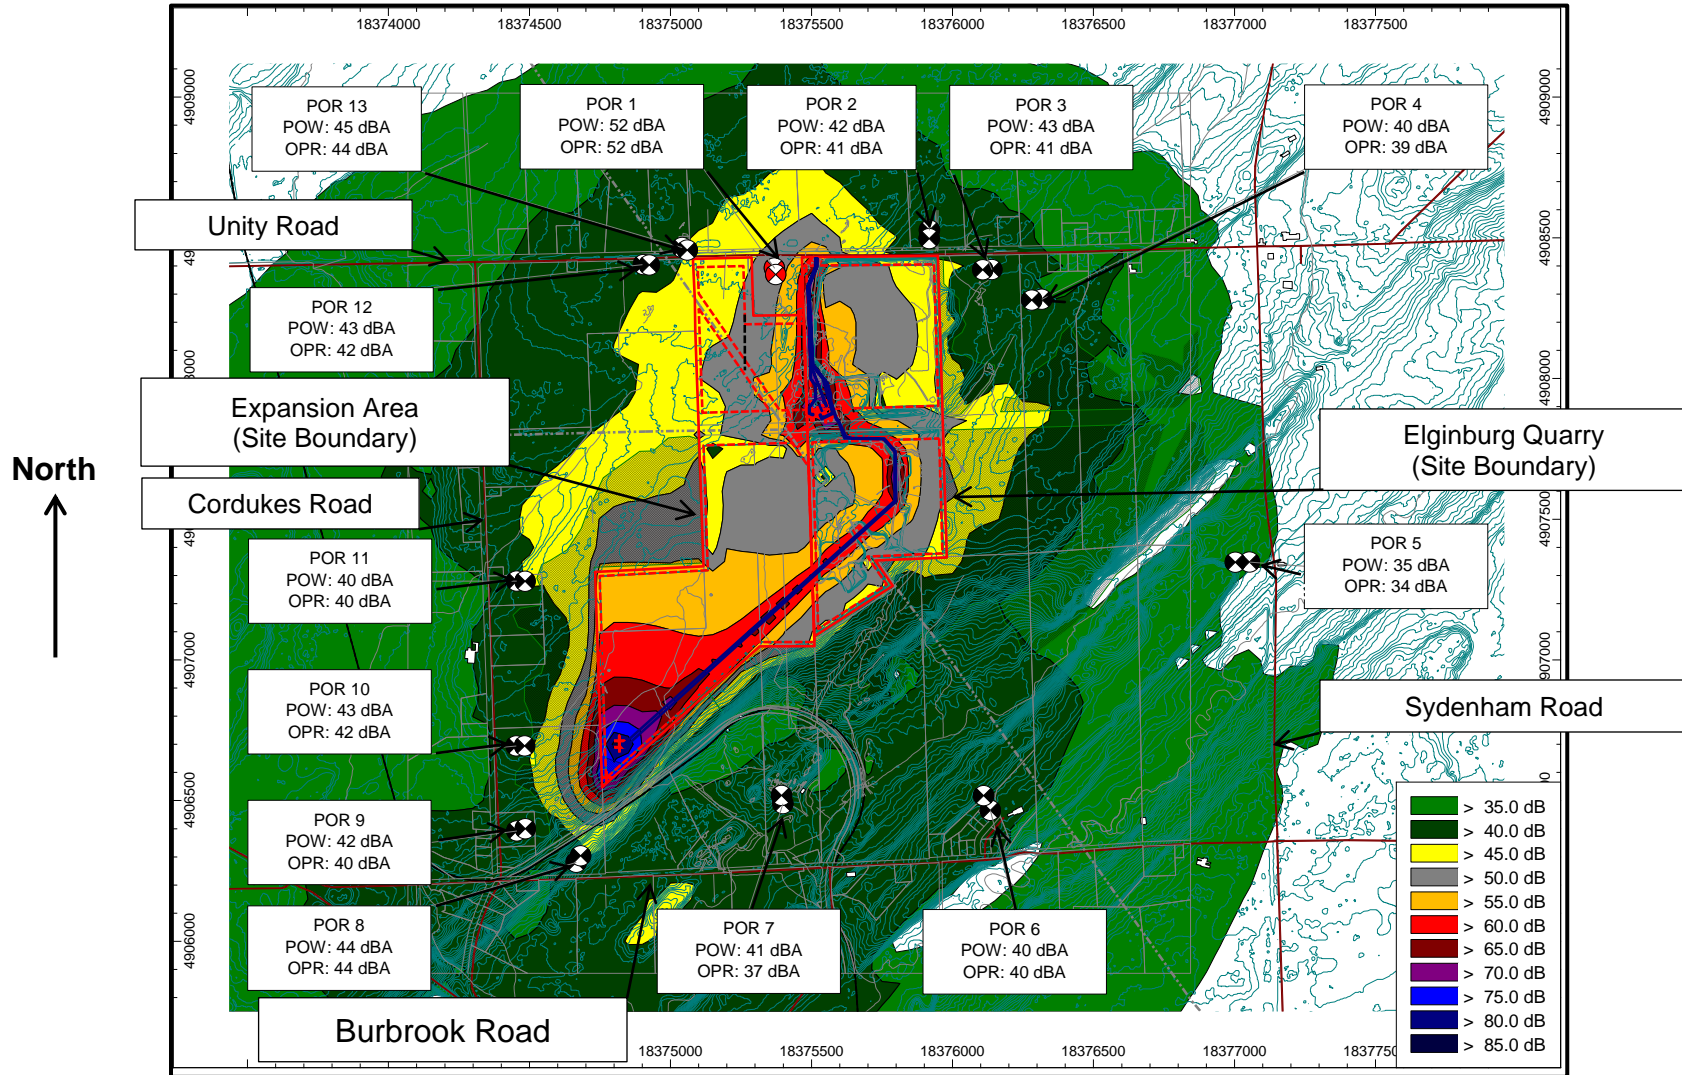 18374000
18374500
18375000
18375500
18376000
18376500
18377000
18377500
4909000
4909000
POR 13
POW: 45 dBA
OPR: 44 dBA
POR 1
POW: 52 dBA
OPR: 52 dBA
POR 2
POW: 42 dBA
OPR: 41 dBA
POR 3
POW: 43 dBA
OPR: 41 dBA
POR 4
POW: 40 dBA
OPR: 39 dBA
Unity Road
4908500
POR 12
POW: 43 dBA
OPR: 42 dBA
4908000
Expansion Area
(Site Boundary)
Elginburg Quarry
(Site Boundary)
North
Cordukes Road
4907500
POR 11
POW: 40 dBA
OPR: 40 dBA
POR 5
POW: 35 dBA
OPR: 34 dBA
4907000
4907000
POR 10
POW: 43 dBA
OPR: 42 dBA
Sydenham Road
4906500
POR 9
POW: 42 dBA
OPR: 40 dBA
POR 8
POW: 44 dBA
OPR: 44 dBA
4906000
POR 7
POW: 41 dBA
OPR: 37 dBA
POR 6
POW: 40 dBA
OPR: 40 dBA
Burbrook Road
> 35.0 dB
> 40.0 dB
> 45.0 dB
> 50.0 dB
> 55.0 dB
> 60.0 dB
> 65.0 dB
> 70.0 dB
> 75.0 dB
> 80.0 dB
> 85.0 dB
18375000
18375500
18376000
18376500
18377000